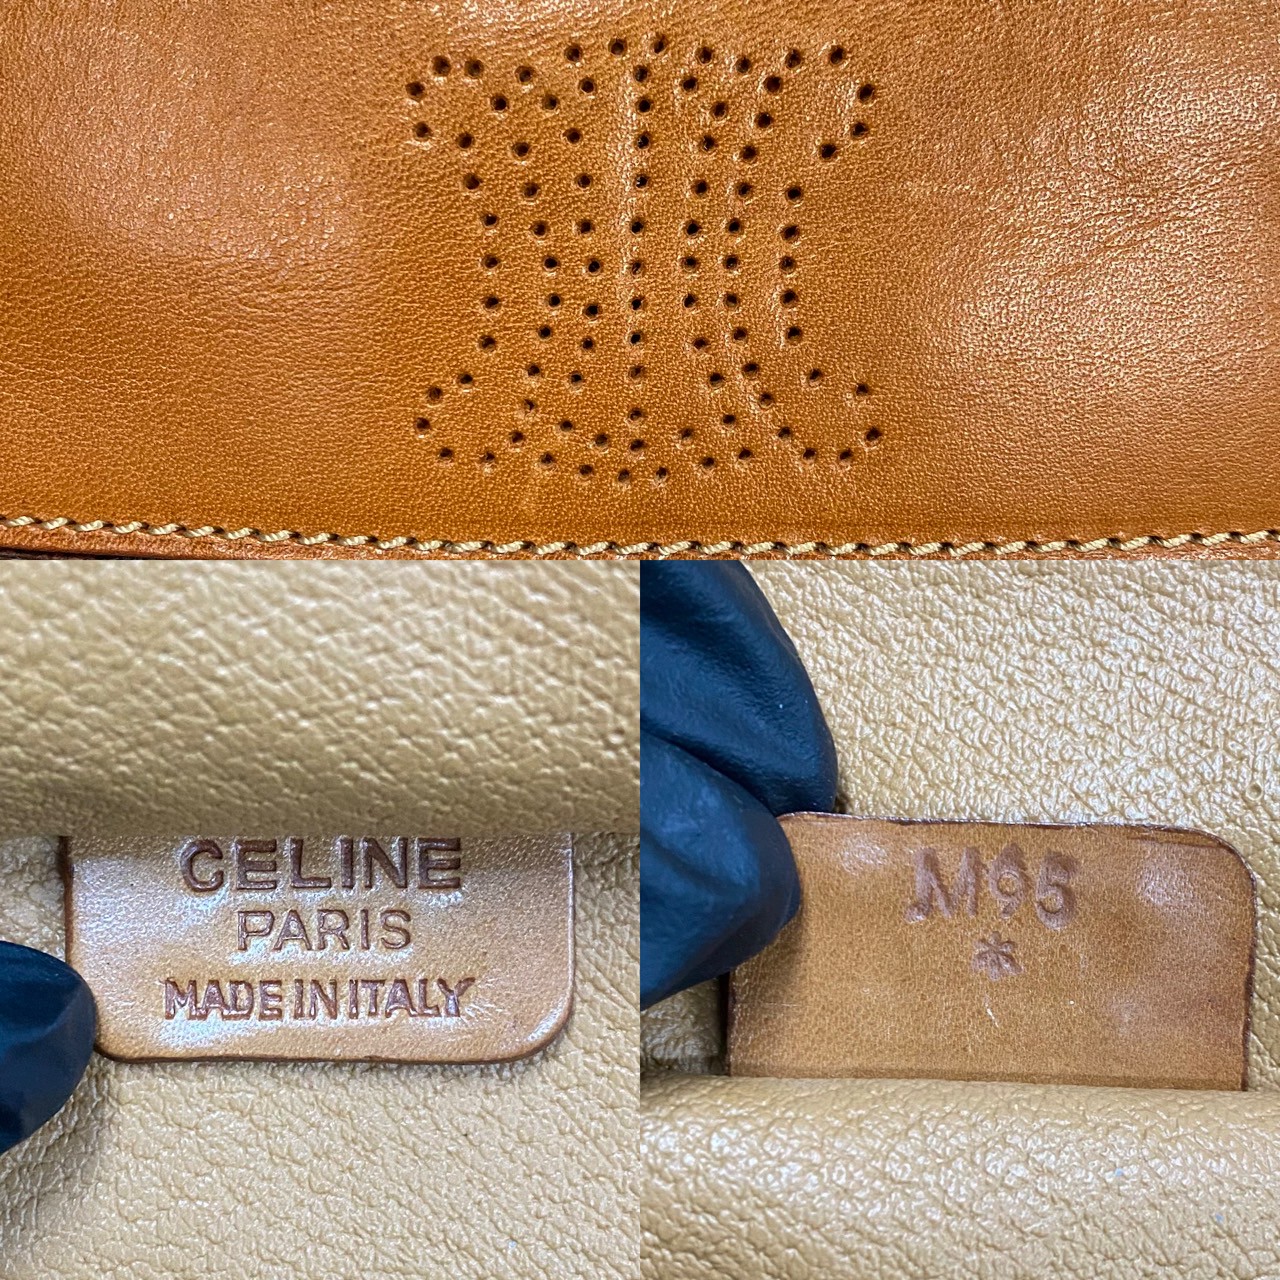 CELINE
PARIS
MADE IN ITALY
M95
*